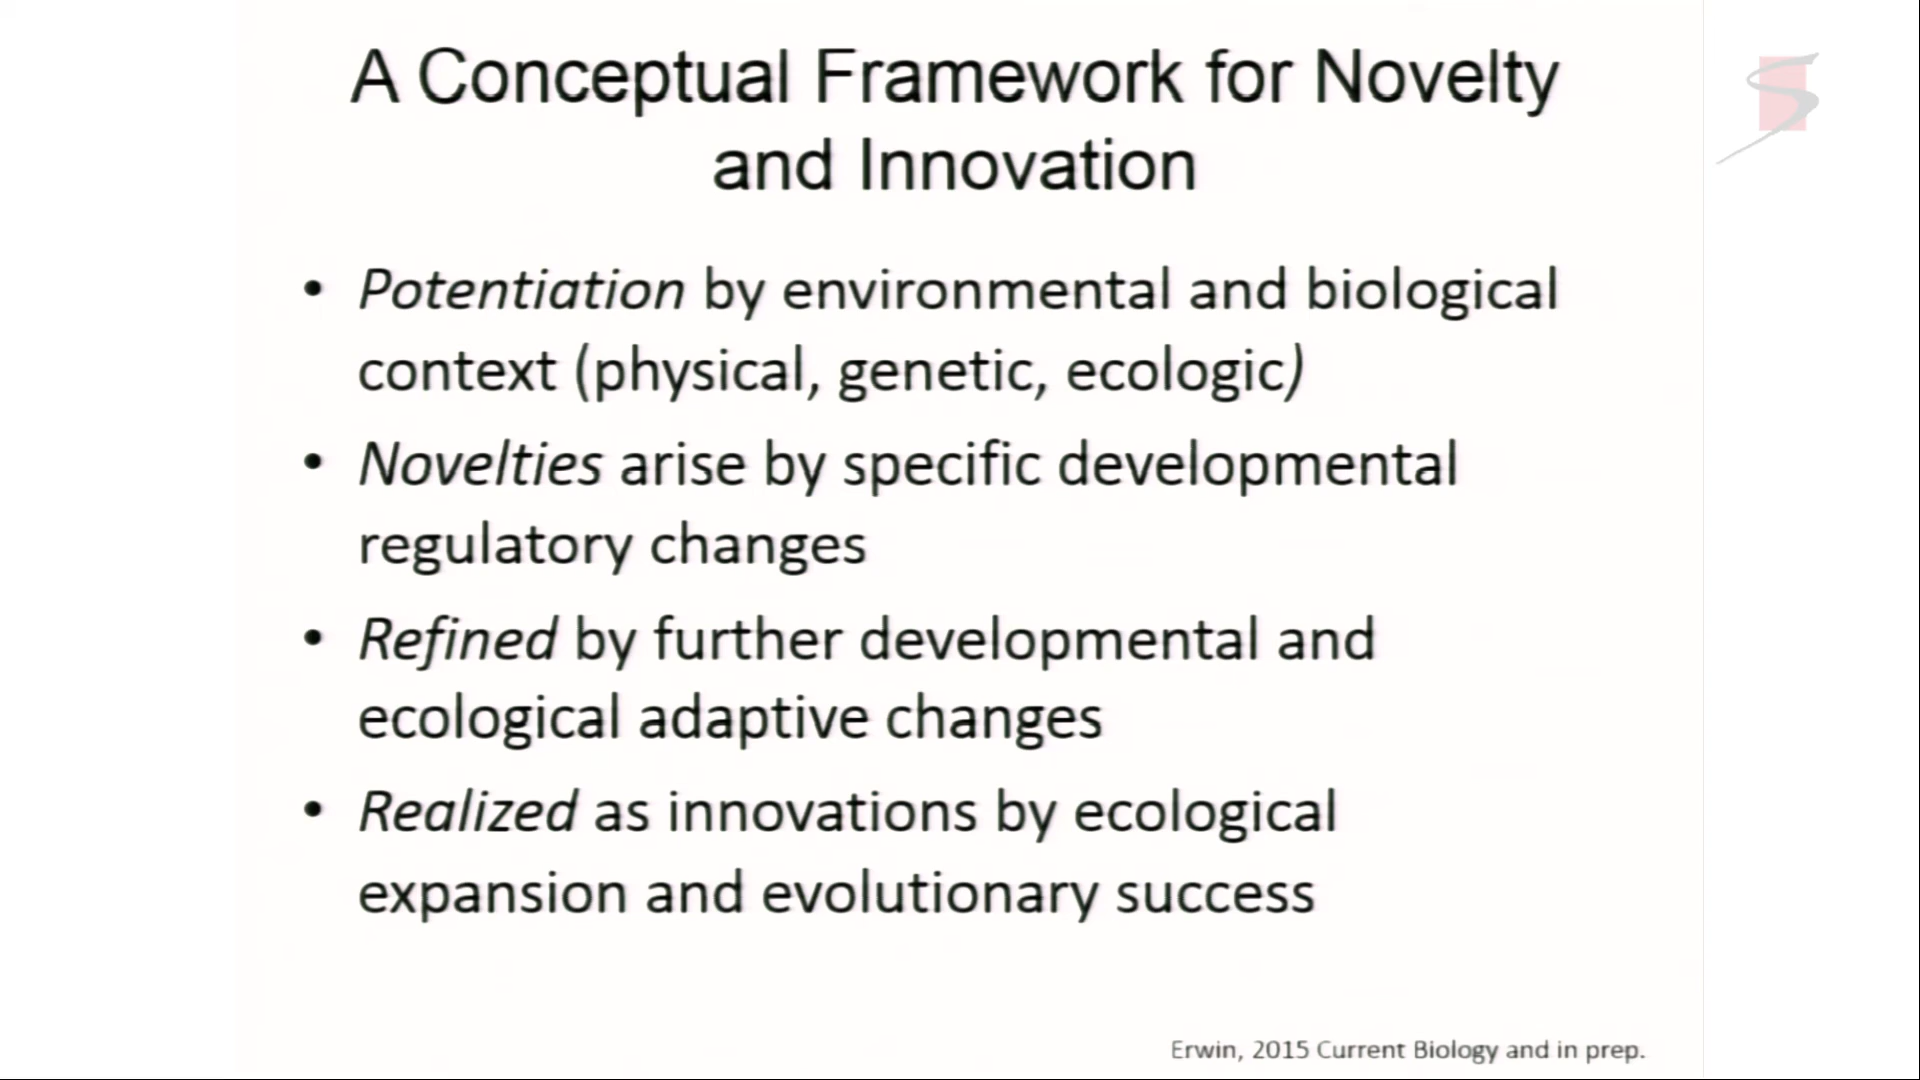 A Conceptual Framework for Novelty
and Innovation
• Potentiation by environmental and biological
context (physical, genetic, ecologic)
• Novelties arise by specific developmental
regulatory changes
• Refined by further developmental and
ecological adaptive changes
• Realized as innovations by ecological
expansion and evolutionary success
Erwin, 2015 Current Biology and in prep.